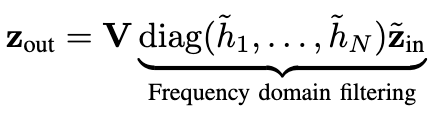 z_out = V diag(h̃_1, . . . , h̃_N)z̃_in
Frequency domain filtering